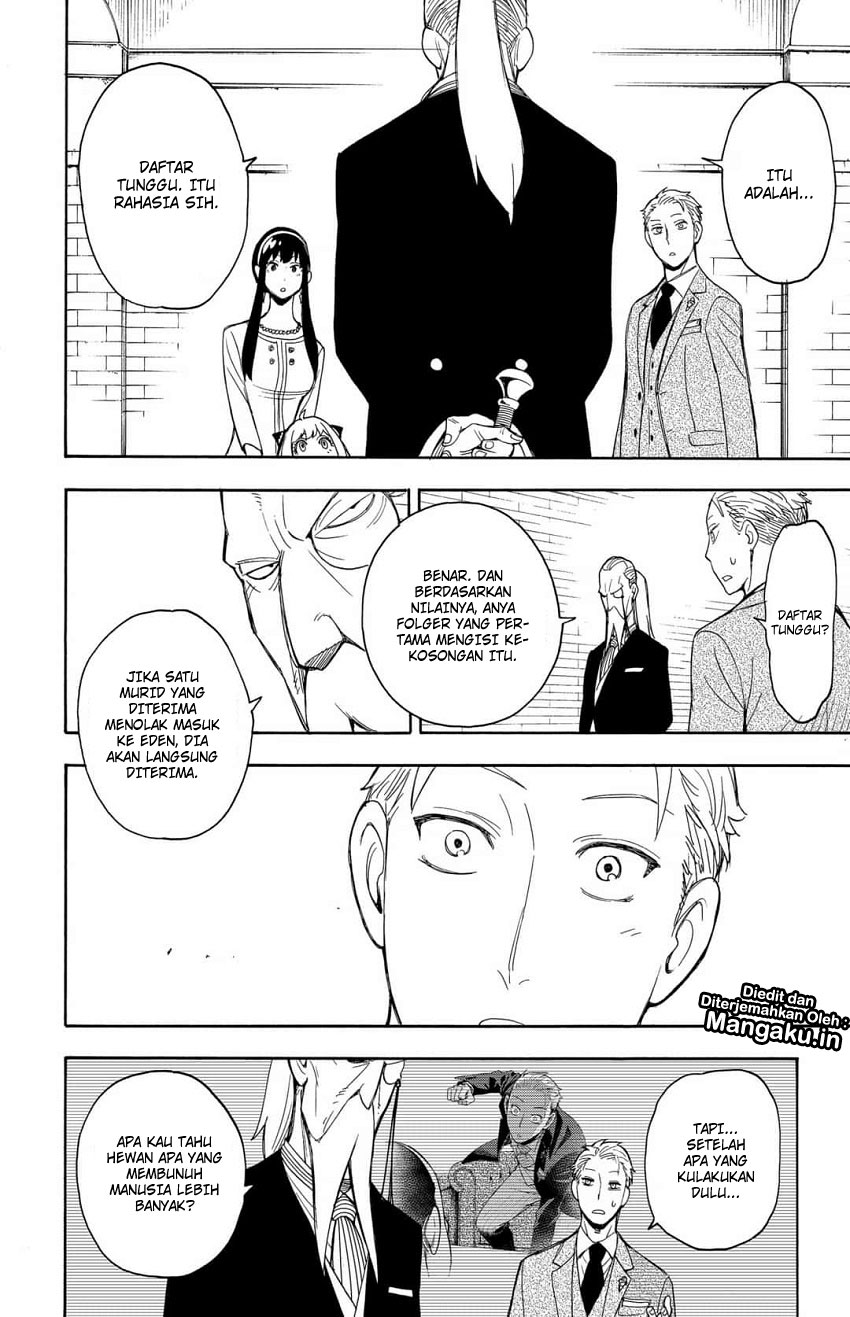 ITU
ADALAH...
DAFTAR
TUNGGU. ITU
RAHASIA SIH.
DAFTAR
TUNGGU?
BENAR. DAN
BERDASARKAN
NILAINYA, ANYA
FOLGER YANG PER-
TAMA MENGISI KE-
KOSONGAN ITU.
JIKA SATU
MURID YANG
DITERIMA
MENOLAK MASUK
KE EDEN, DIA
AKAN LANGSUNG
DITERIMA.
Diedit dan
Diterjemahkan Oleh :
Mangaku.in
TAPI...
SETELAH
APA YANG
KULAKUKAN
DULU...
APA KAU TAHU
HEWAN APA YANG
MEMBUNUH
MANUSIA LEBIH
BANYAK?